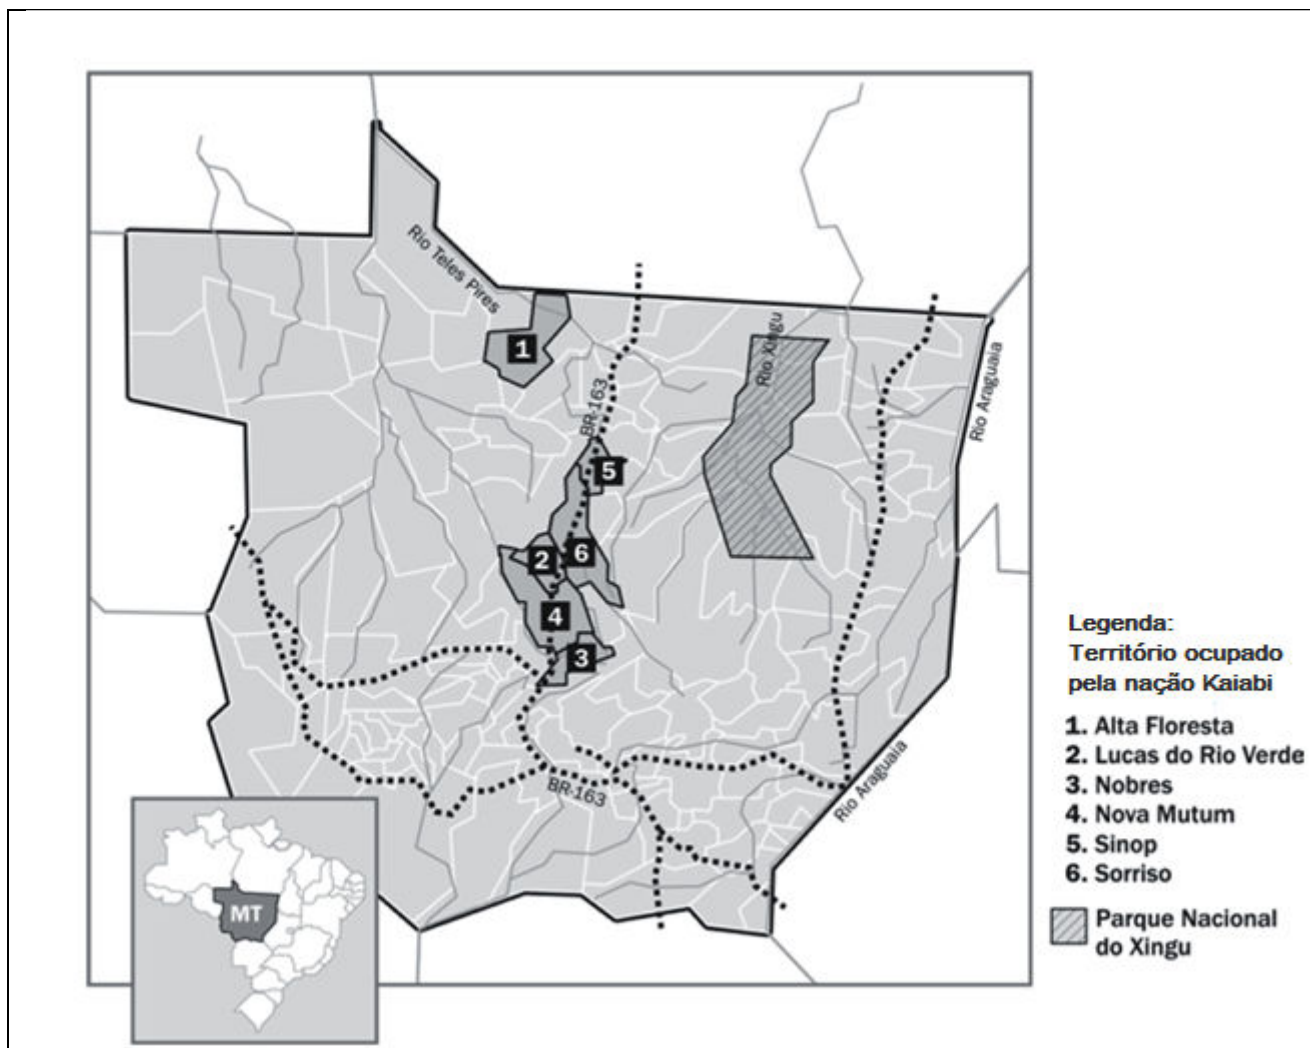 Rio Teles Pires
1
BR-163
Rio Xingu
Rio Araguaia
5
2
6
4
3
BR-163
Rio Araguaia
MT
Legenda:
Território ocupado
pela nação Kaiabi
1. Alta Floresta
2. Lucas do Rio Verde
3. Nobres
4. Nova Mutum
5. Sinop
6. Sorriso
Parque Nacional
do Xingu